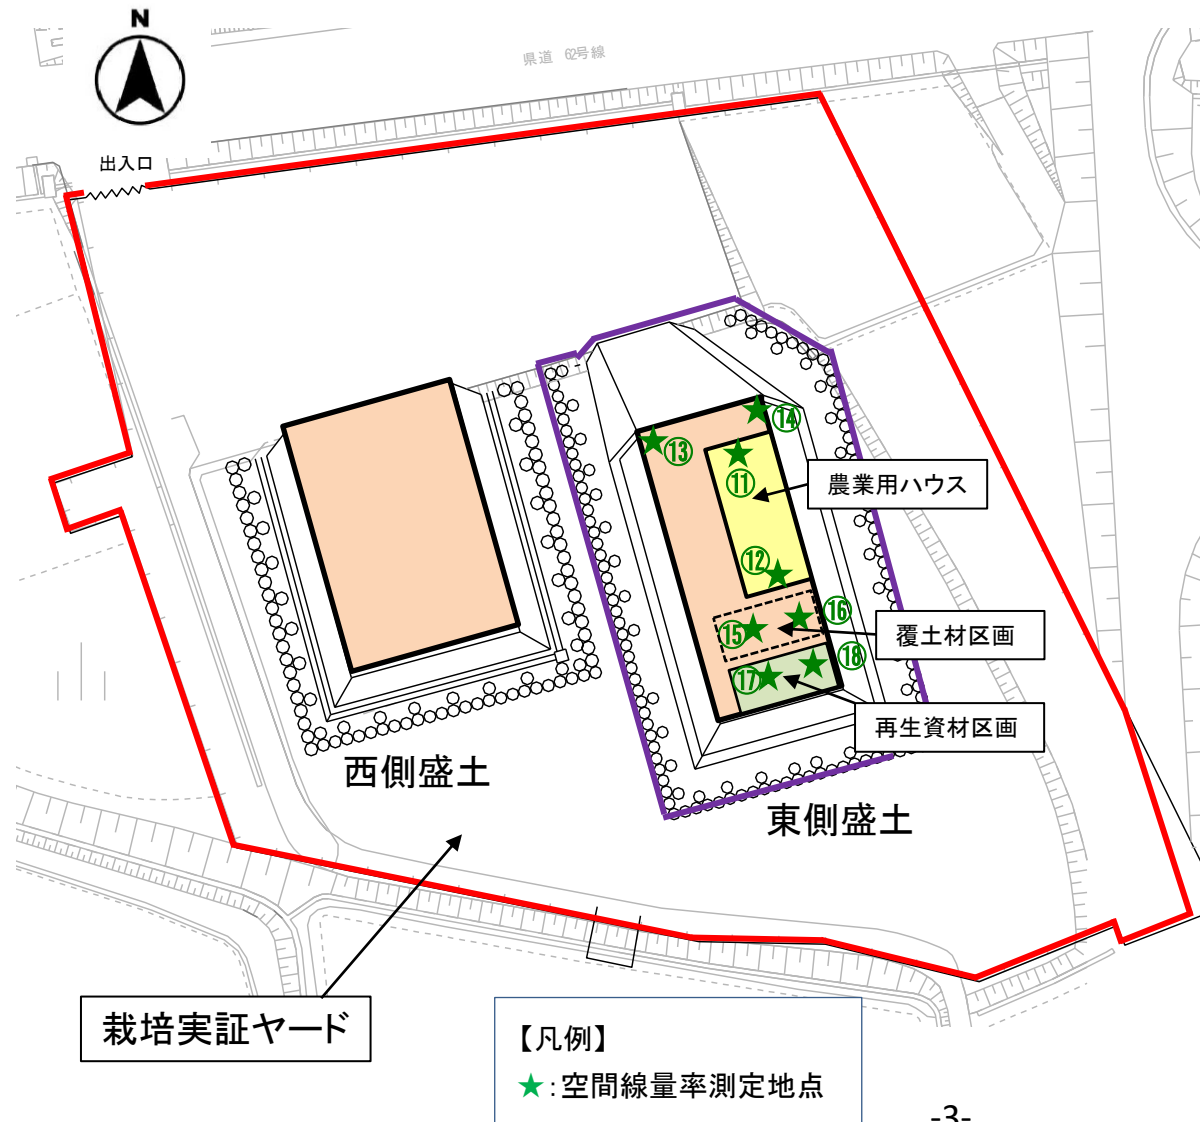 N
県道 62号線
出入口
⑭
⑬
⑪
農業用ハウス
⑫
⑯
⑮
覆土材区画
⑱
⑰
再生資材区画
西側盛土
東側盛土
栽培実証ヤード
【凡例】
★:空間線量率測定地点
-3-